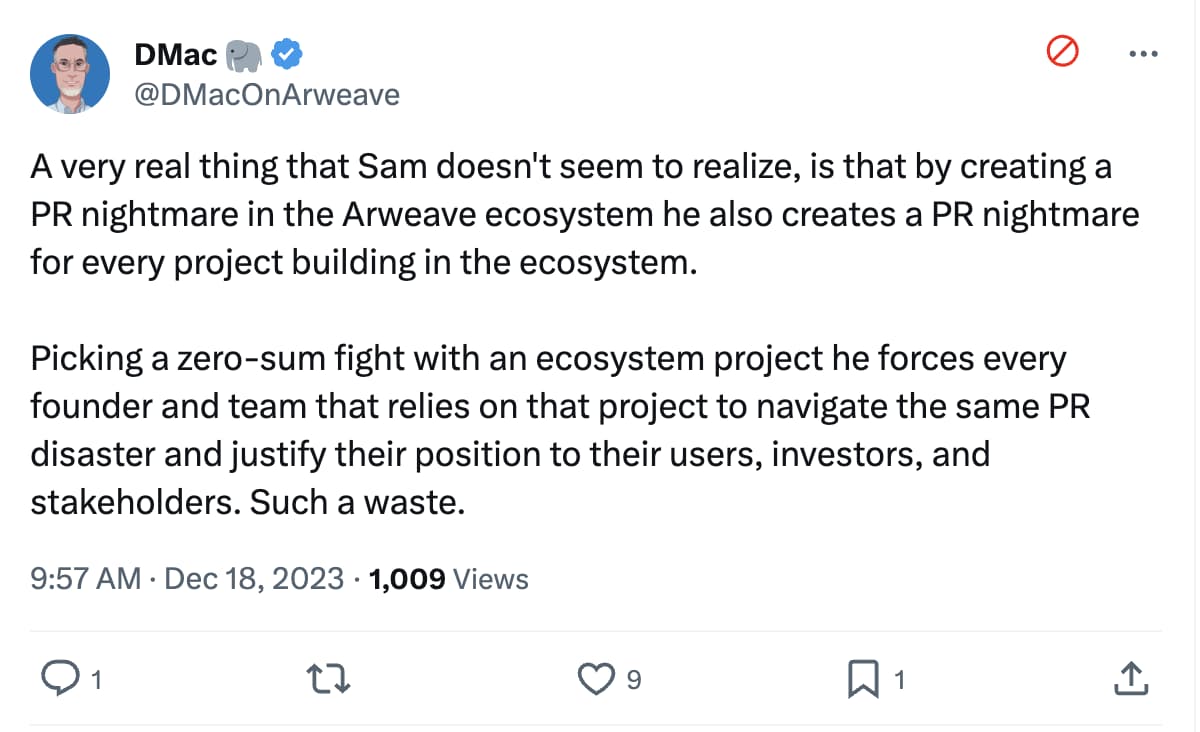 DMac 🐘
@DMacOnArweave
A very real thing that Sam doesn't seem to realize, is that by creating a
PR nightmare in the Arweave ecosystem he also creates a PR nightmare
for every project building in the ecosystem.
Picking a zero-sum fight with an ecosystem project he forces every
founder and team that relies on that project to navigate the same PR
disaster and justify their position to their users, investors, and
stakeholders. Such a waste.
9:57 AM · Dec 18, 2023 · 1,009 Views
1 9 1